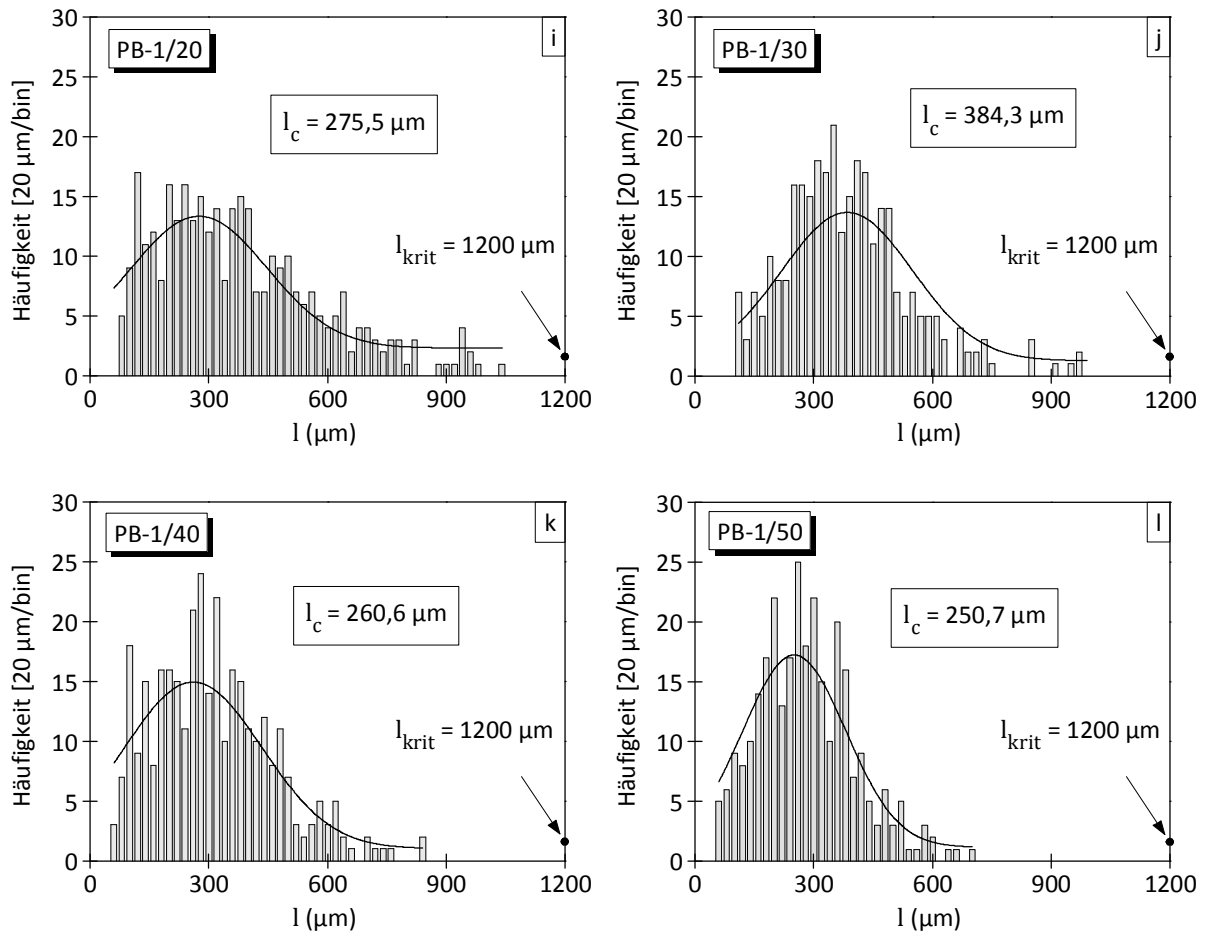 PB-1/20
i
l_c = 275,5 µm
l_krit = 1200 µm
Häufigkeit [20 µm/bin]
30
25
20
15
10
5
0
0 300 600 900 1200
l (µm)
PB-1/30
j
l_c = 384,3 µm
l_krit = 1200 µm
Häufigkeit [20 µm/bin]
30
25
20
15
10
5
0
0 300 600 900 1200
l (µm)
PB-1/40
k
l_c = 260,6 µm
l_krit = 1200 µm
Häufigkeit [20 µm/bin]
30
25
20
15
10
5
0
0 300 600 900 1200
l (µm)
PB-1/50
l
l_c = 250,7 µm
l_krit = 1200 µm
Häufigkeit [20 µm/bin]
30
25
20
15
10
5
0
0 300 600 900 1200
l (µm)